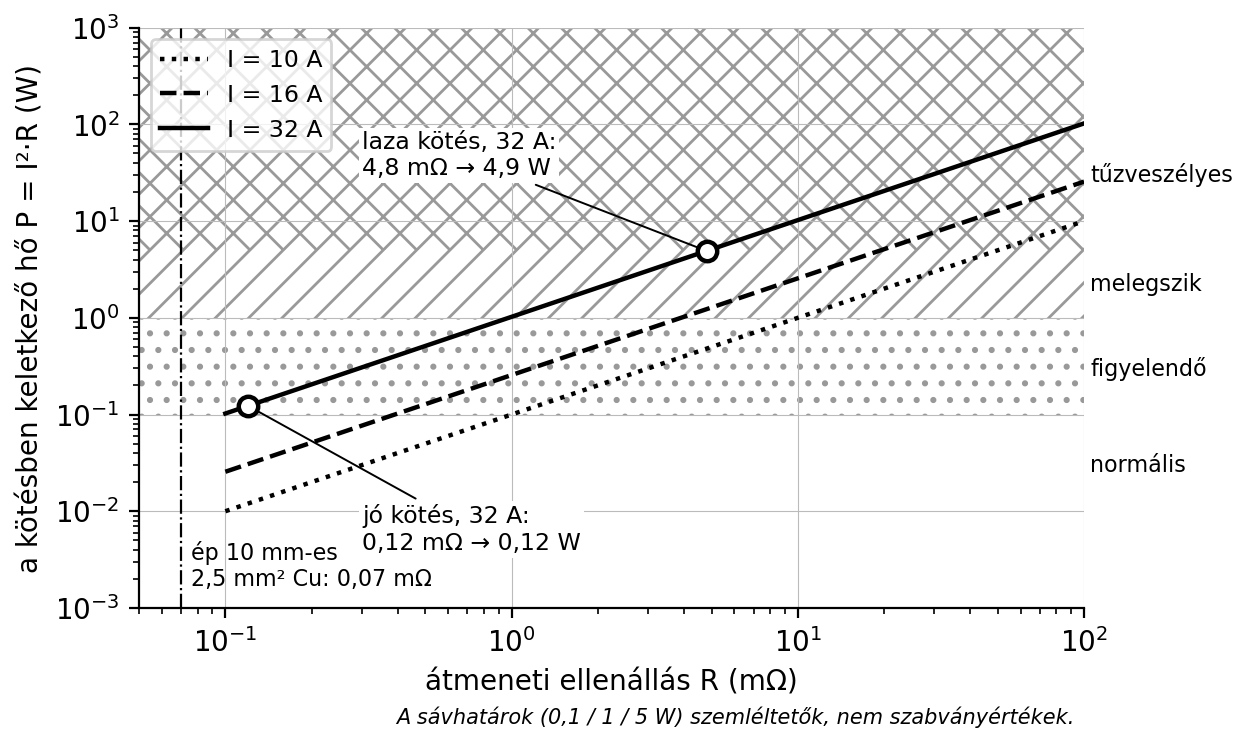 a kötésben keletkező hő P = I²·R (W)
10³
10²
10¹
10⁰
10⁻¹
10⁻²
10⁻³
I = 10 A
I = 16 A
I = 32 A
laza kötés, 32 A:
4,8 mΩ → 4,9 W
tűzveszélyes
melegszik
figyelendő
normális
jó kötés, 32 A:
0,12 mΩ → 0,12 W
ép 10 mm-es
2,5 mm² Cu: 0,07 mΩ
10⁻¹
10⁰
10¹
10²
átmeneti ellenállás R (mΩ)
A sávhatárok (0,1 / 1 / 5 W) szemléltetők, nem szabványértékek.